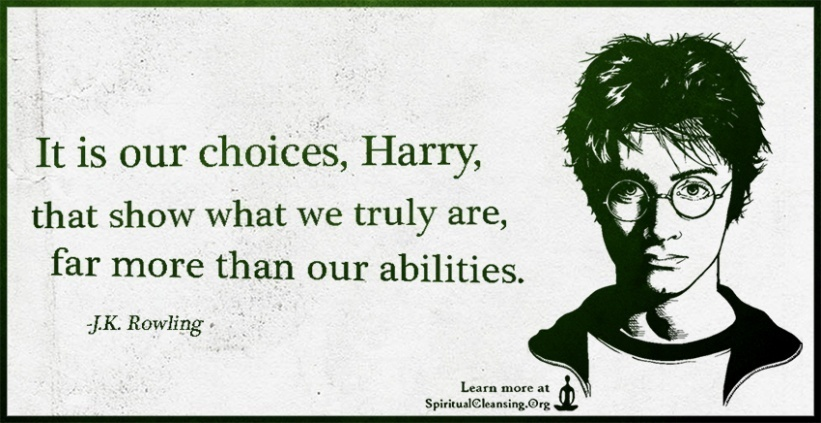 It is our choices, Harry,
that show what we truly are,
far more than our abilities.
-J.K. Rowling
Learn more at
SpiritualCleansing.Org